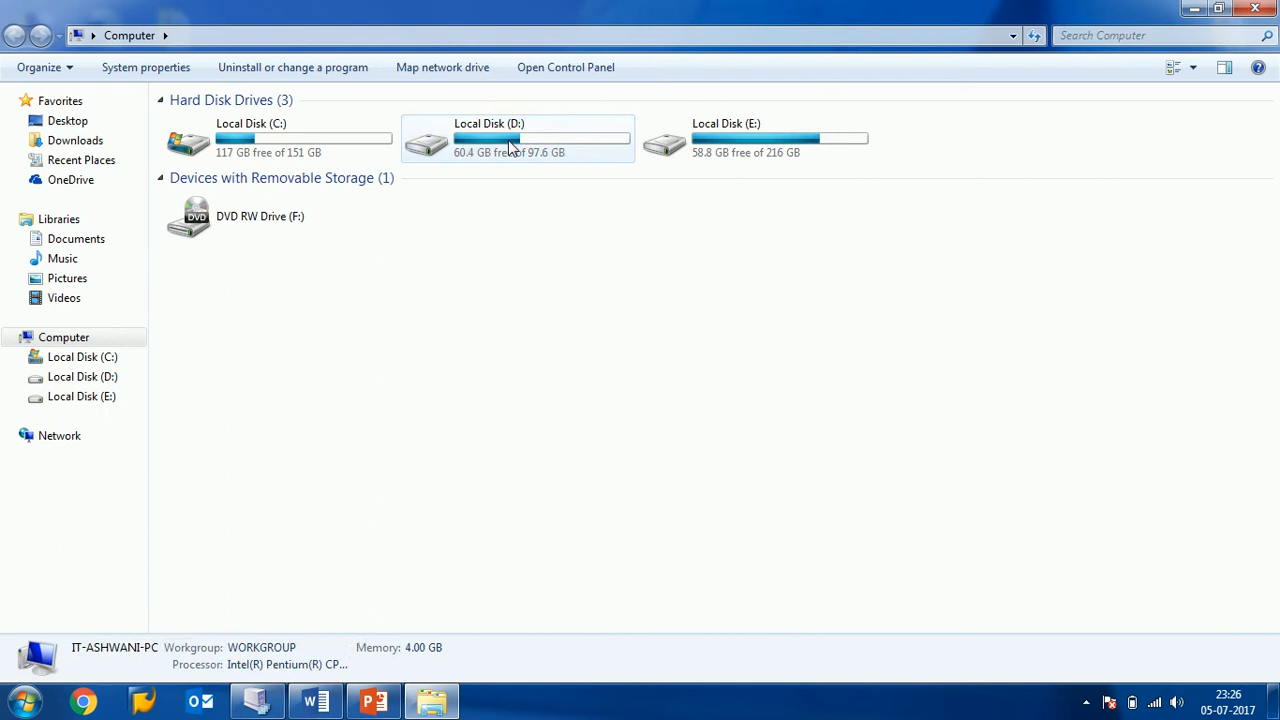 Computer
Search Computer
Organize
System properties
Uninstall or change a program
Map network drive
Open Control Panel
Favorites
Desktop
Downloads
Recent Places
OneDrive
Libraries
Documents
Music
Pictures
Videos
Computer
Local Disk (C:)
Local Disk (D:)
Local Disk (E:)
Network
Hard Disk Drives (3)
Local Disk (C:)
117 GB free of 151 GB
Local Disk (D:)
60.4 GB free of 97.6 GB
Local Disk (E:)
58.8 GB free of 216 GB
Devices with Removable Storage (1)
DVD
DVD RW Drive (F:)
IT-ASHWANI-PC Workgroup: WORKGROUP Memory: 4.00 GB
Processor: Intel(R) Pentium(R) CP...
23:26
05-07-2017